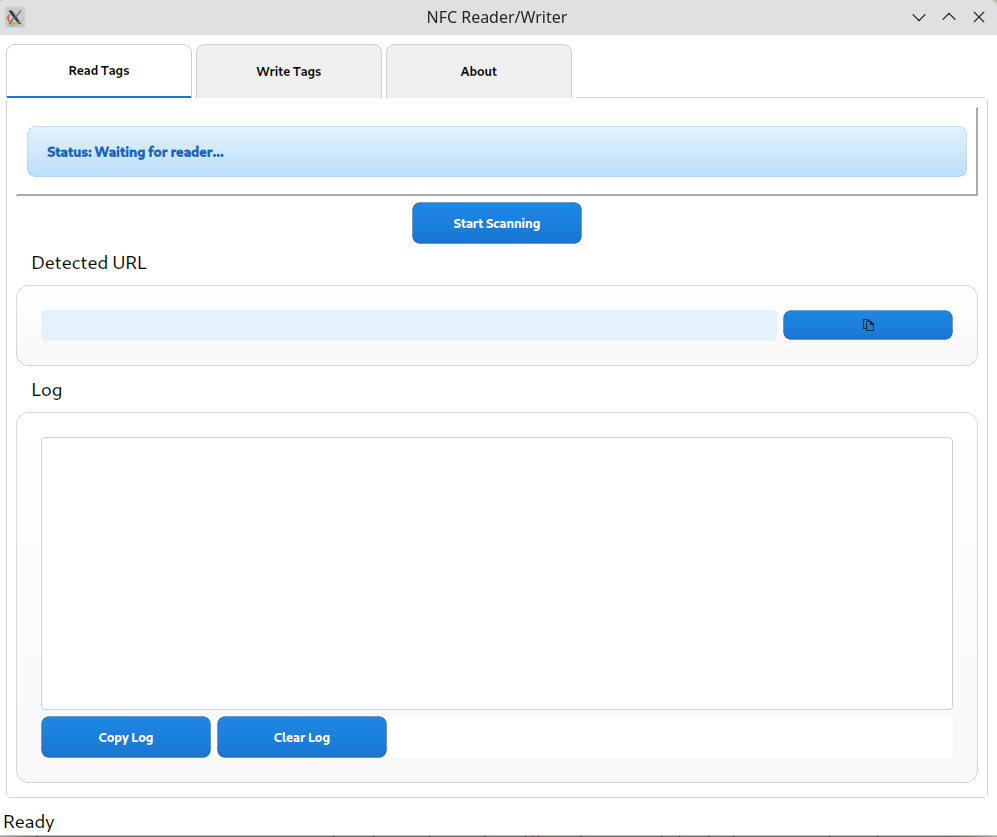 NFC Reader/Writer
Read Tags
Write Tags
About
Status: Waiting for reader...
Start Scanning
Detected URL
Log
Copy Log
Clear Log
Ready